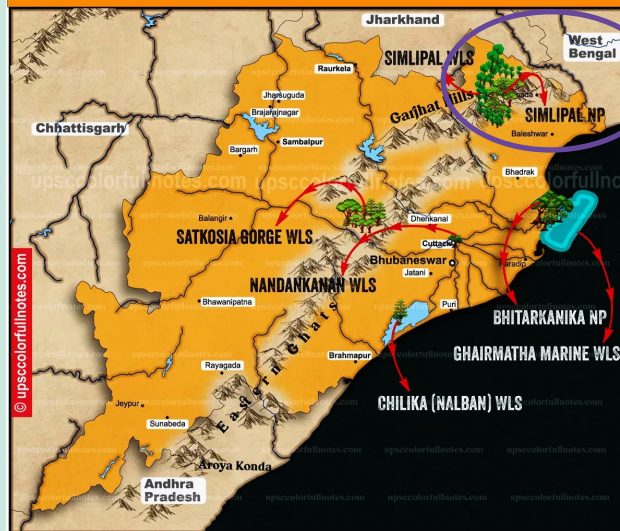 Jharkhand
West
Bengal
SIMLIPAL WLS
Raurkela
Garjhat Hills
SIMLIPAL NP
Jharsuguda
Brajarajnagar
Chhattisgarh
Baleshwar
Sambalpur
Bargarh
Bhadrak
upsccolorfullnotes.com
Balangir
Dhenkanal
SATKOSIA GORGE WLS
Cuttack
Bhubaneswar
Jatani
NANDANKANAN WLS
Bhawanipatna
Puri
BHITARKANIKA NP
Eastern Ghats
GHAIRMATHA MARINE WLS
Brahmapur
Rayagada
CHILIKA (NALBAN) WLS
Jeypur
Sunabeda
Aroya Konda
Andhra
Pradesh
© upsccolorfullnotes.com